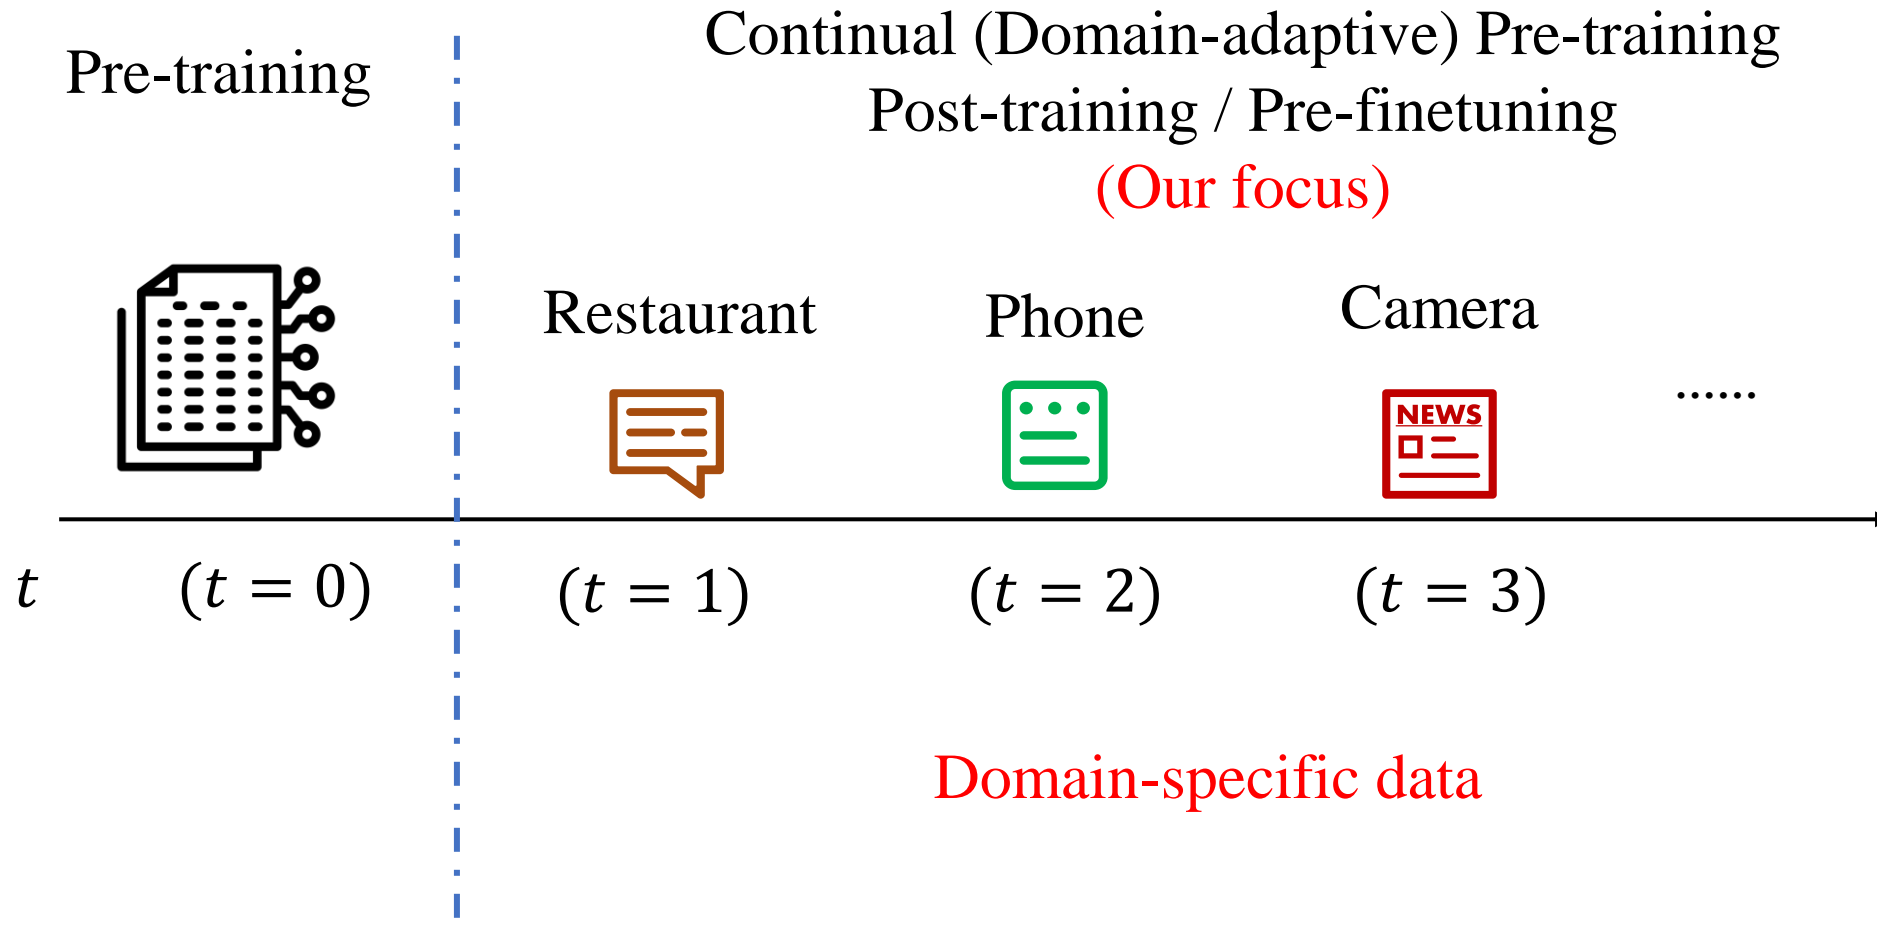 Pre-training
Continual (Domain-adaptive) Pre-training
Post-training / Pre-finetuning
(Our focus)
Restaurant
Phone
Camera
NEWS
......
t
(t = 0)
(t = 1)
(t = 2)
(t = 3)
Domain-specific data